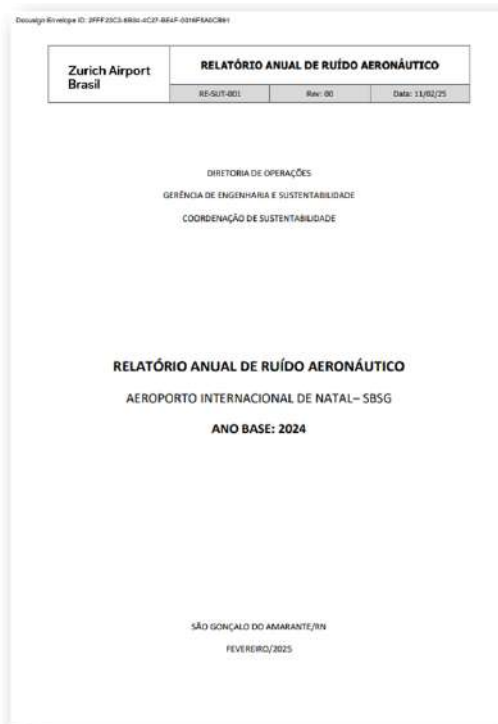 Zurich Airport
Brasil
RELATÓRIO ANUAL DE RUÍDO AERONÁUTICO
RE-SUT-001 Rev: 00 Data: 11/02/25
DIRETORIA DE OPERAÇÕES
GERÊNCIA DE ENGENHARIA E SUSTENTABILIDADE
COORDENAÇÃO DE SUSTENTABILIDADE
RELATÓRIO ANUAL DE RUÍDO AERONÁUTICO
AEROPORTO INTERNACIONAL DE NATAL– SBSG
ANO BASE: 2024
SÃO GONÇALO DO AMARANTE/RN
FEVEREIRO/2025